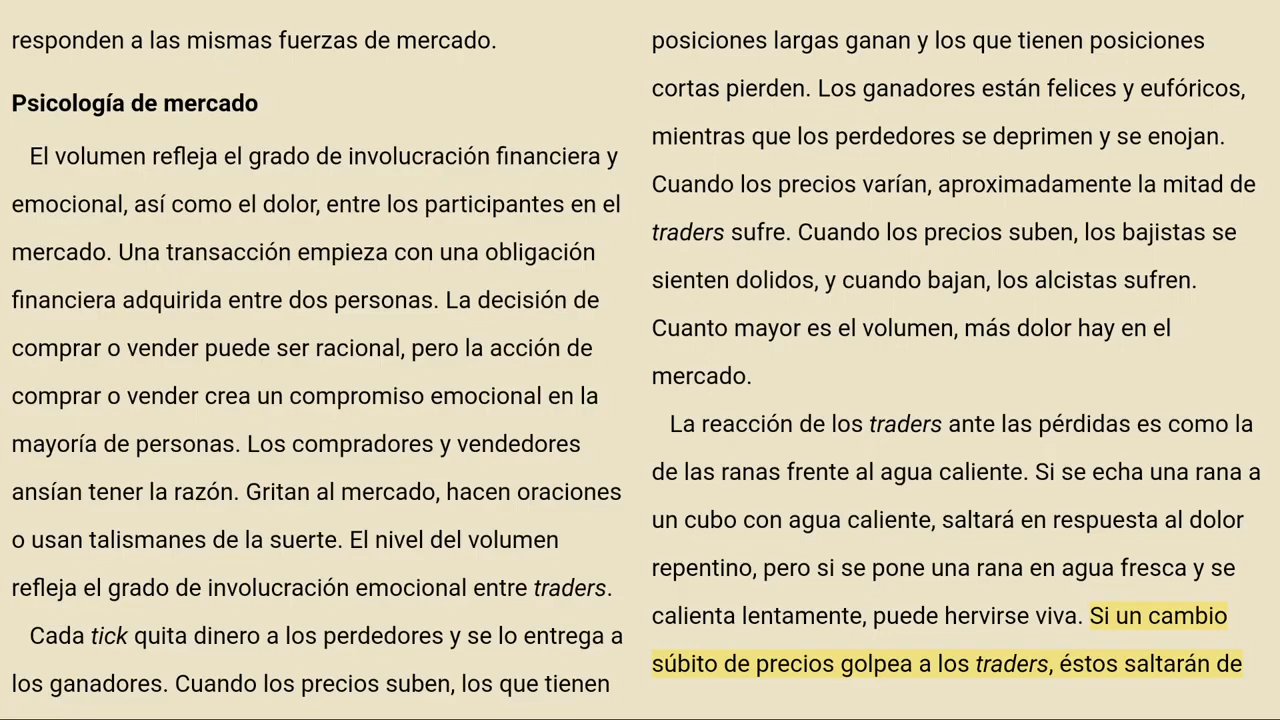 responden a las mismas fuerzas de mercado.
Psicología de mercado
El volumen refleja el grado de involucración financiera y
emocional, así como el dolor, entre los participantes en el
mercado. Una transacción empieza con una obligación
financiera adquirida entre dos personas. La decisión de
comprar o vender puede ser racional, pero la acción de
comprar o vender crea un compromiso emocional en la
mayoría de personas. Los compradores y vendedores
ansían tener la razón. Gritan al mercado, hacen oraciones
o usan talismanes de la suerte. El nivel del volumen
refleja el grado de involucración emocional entre traders.
Cada tick quita dinero a los perdedores y se lo entrega a
los ganadores. Cuando los precios suben, los que tienen
posiciones largas ganan y los que tienen posiciones
cortas pierden. Los ganadores están felices y eufóricos,
mientras que los perdedores se deprimen y se enojan.
Cuando los precios varían, aproximadamente la mitad de
traders sufre. Cuando los precios suben, los bajistas se
sienten dolidos, y cuando bajan, los alcistas sufren.
Cuanto mayor es el volumen, más dolor hay en el
mercado.
La reacción de los traders ante las pérdidas es como la
de las ranas frente al agua caliente. Si se echa una rana a
un cubo con agua caliente, saltará en respuesta al dolor
repentino, pero si se pone una rana en agua fresca y se
calienta lentamente, puede hervirse viva. Si un cambio
súbito de precios golpea a los traders, éstos saltarán de